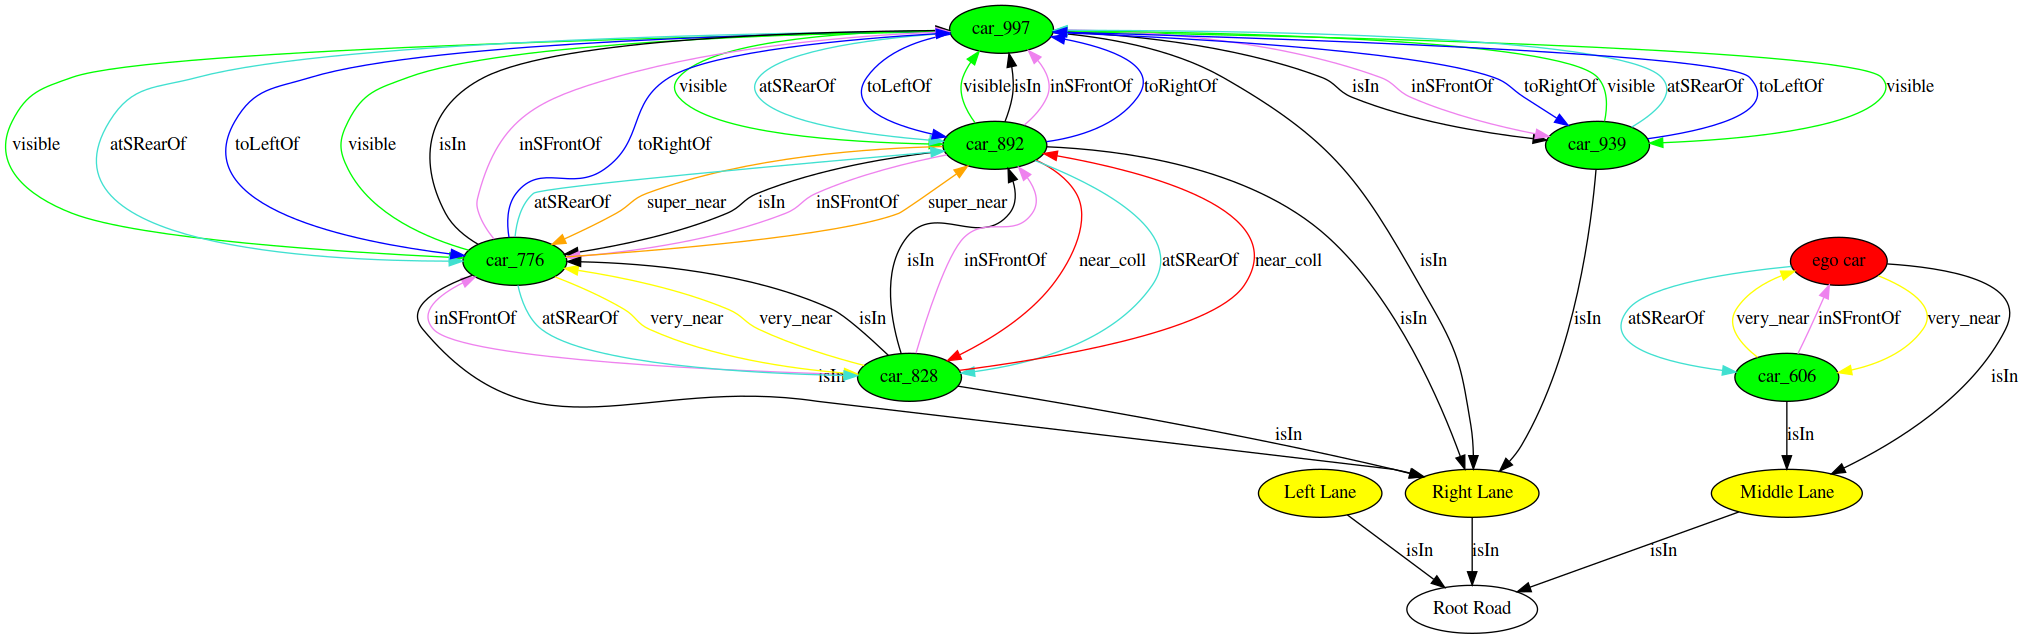 car_997
visible atSRearOf toLeftOf visible isIn inSFrontOf toRightOf visible
visible atSRearOf toLeftOf visible isIn inSFrontOf toRightOf isIn inSFrontOf toRightOf visible atSRearOf toLeftOf visible
car_892 car_939
atSRearOf super_near isIn inSFrontOf super_near
car_776 isIn inSFrontOf near_coll atSRearOf near_coll isIn ego car
inSFrontOf atSRearOf very_near very_near isIn isIn isIn atSRearOf very_near inSFrontOf very_near
isIn car_828 car_606 isIn
isIn isIn
Left Lane Right Lane Middle Lane
isIn isIn isIn
Root Road